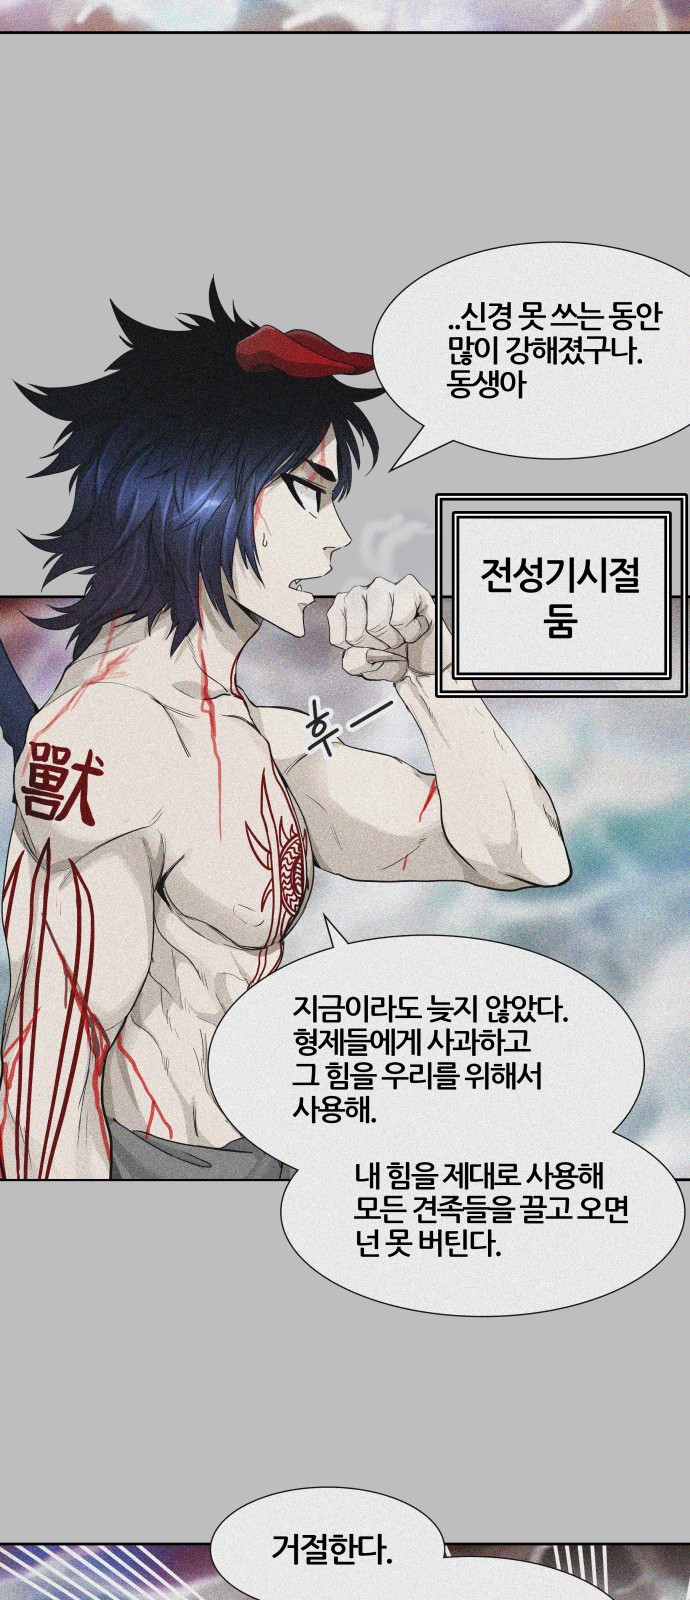 ..신경 못 쓰는 동안
많이 강해졌구나.
동생아
전성기시절
둠
후ㅡ
獸
지금이라도 늦지 않았다.
형제들에게 사과하고
그 힘을 우리를 위해서
사용해.
내 힘을 제대로 사용해
모든 견족들을 끌고 오면
넌 못 버틴다.
거절한다.